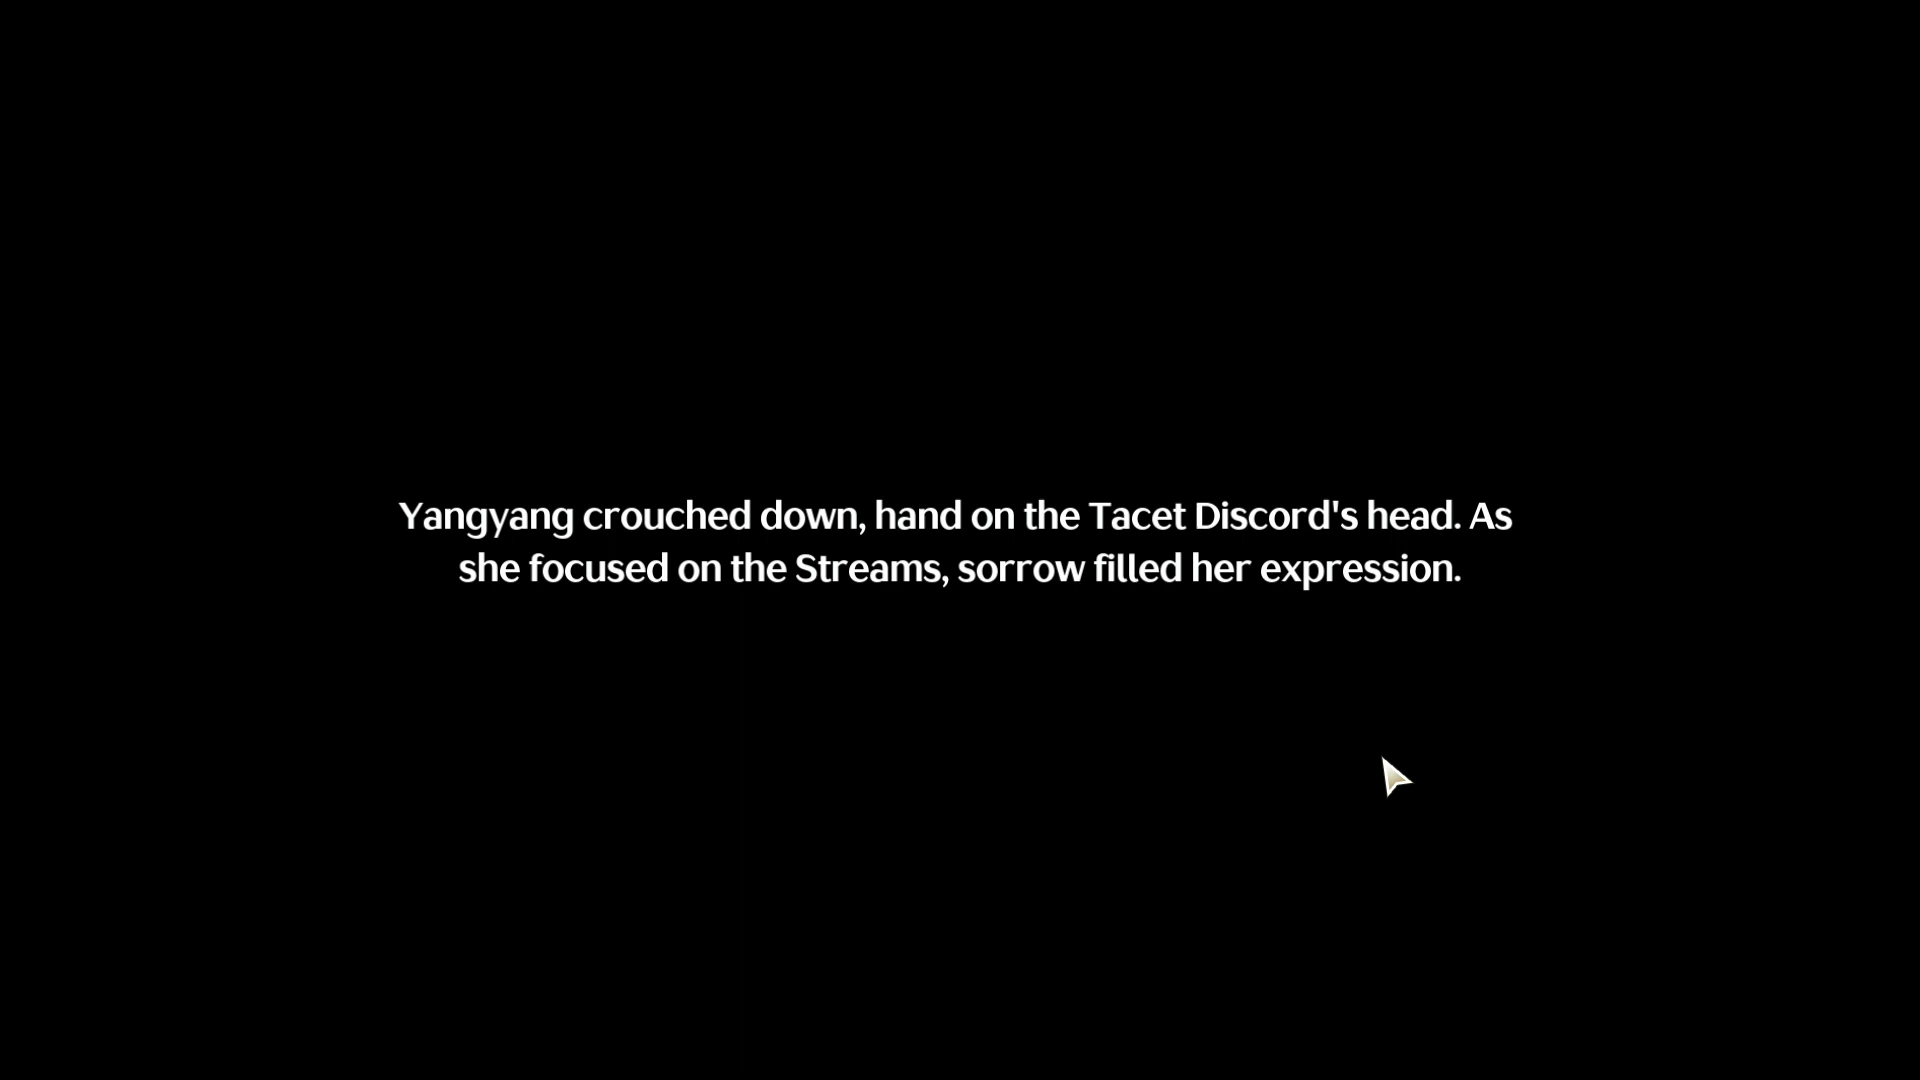 Yangyang crouched down, hand on the Tacet Discord's head. As
she focused on the Streams, sorrow filled her expression.